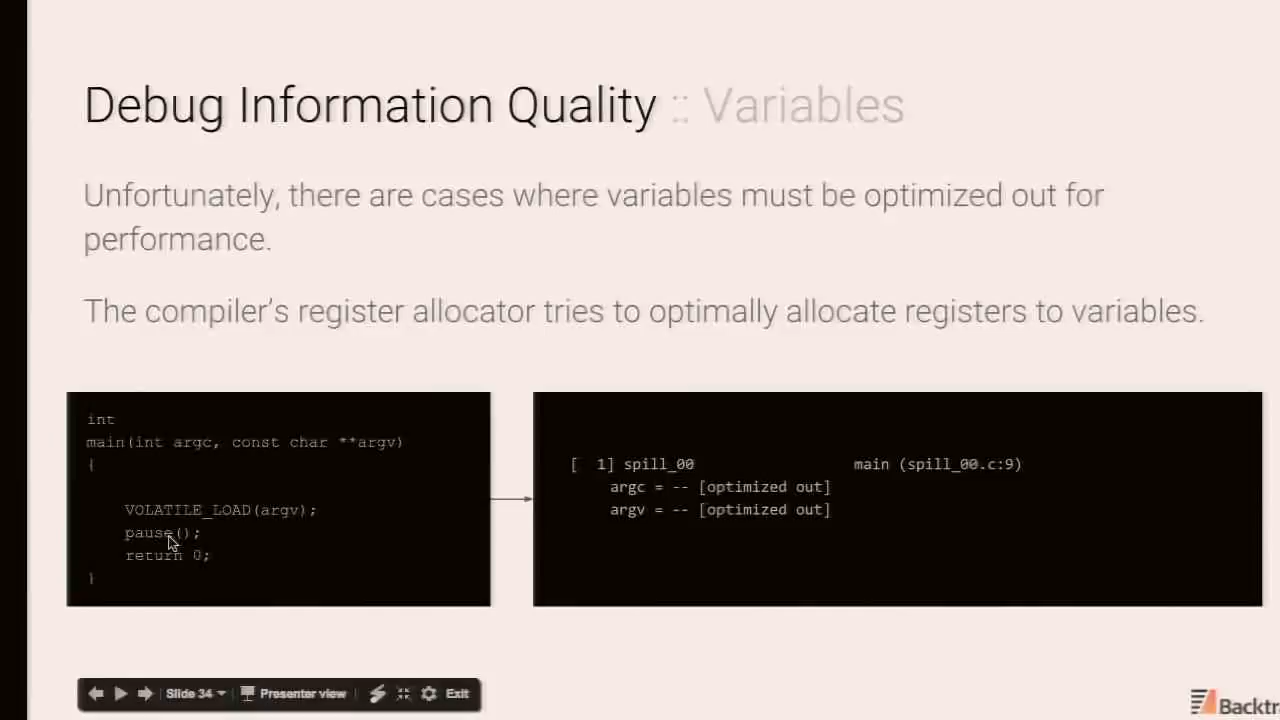 Debug Information Quality :: Variables
Unfortunately, there are cases where variables must be optimized out for
performance.
The compiler's register allocator tries to optimally allocate registers to variables.
int
main(int argc, const char **argv)
{
VOLATILE_LOAD(argv);
pause();
return 0;
}
[ 1] spill_00 main (spill_00.c:9)
argc = -- [optimized out]
argv = -- [optimized out]
Slide 34 Presenter view Exit
Backtra